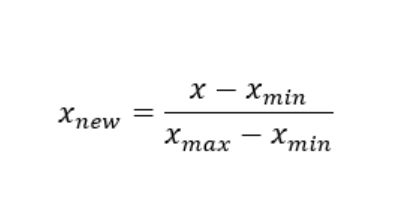 x_new = (x − x_min) / (x_max − x_min)